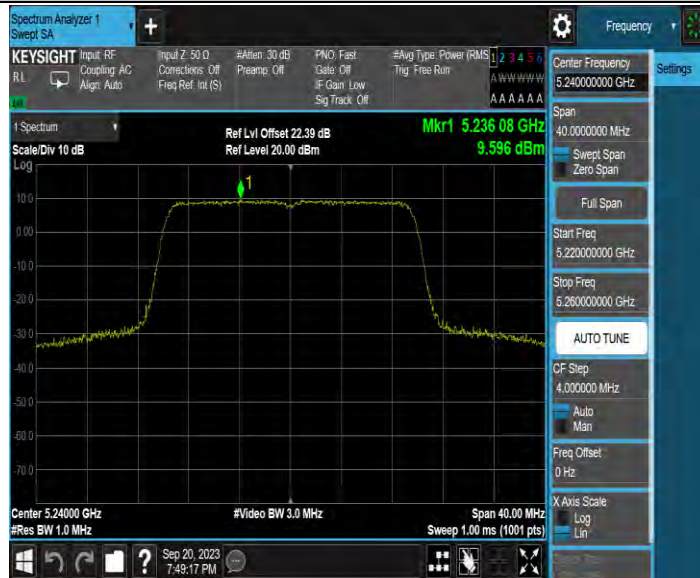 Spectrum Analyzer 1
Swept SA
+
Frequency
KEYSIGHT
RL
Input: RF
Coupling: AC
Align: Auto
Input Z: 50 Ω
Corrections: Off
Freq Ref: Int (S)
#Atten: 30 dB
Preamp: Off
PNO: Fast
Gate: Off
IF Gain: Low
Sig Track: Off
#Avg Type: Power (RMS
Trig: Free Run
1 2 3 4 5 6
A W W W W W
A A A A A A
1 Spectrum
Scale/Div 10 dB
Ref Lvl Offset 22.39 dB
Ref Level 20.00 dBm
Mkr1 5.236 08 GHz
9.596 dBm
Log
1
10.0
0.00
-10.0
-20.0
-30.0
-40.0
-50.0
-60.0
-70.0
Center 5.24000 GHz
#Res BW 1.0 MHz
#Video BW 3.0 MHz
Span 40.00 MHz
Sweep 1.00 ms (1001 pts)
Center Frequency
5.240000000 GHz
Settings
Span
40.0000000 MHz
Swept Span
Zero Span
Full Span
Start Freq
5.220000000 GHz
Stop Freq
5.260000000 GHz
AUTO TUNE
CF Step
4.000000 MHz
Auto
Man
Freq Offset
0 Hz
X Axis Scale
Log
Lin
?
Sep 20, 2023
7:49:17 PM